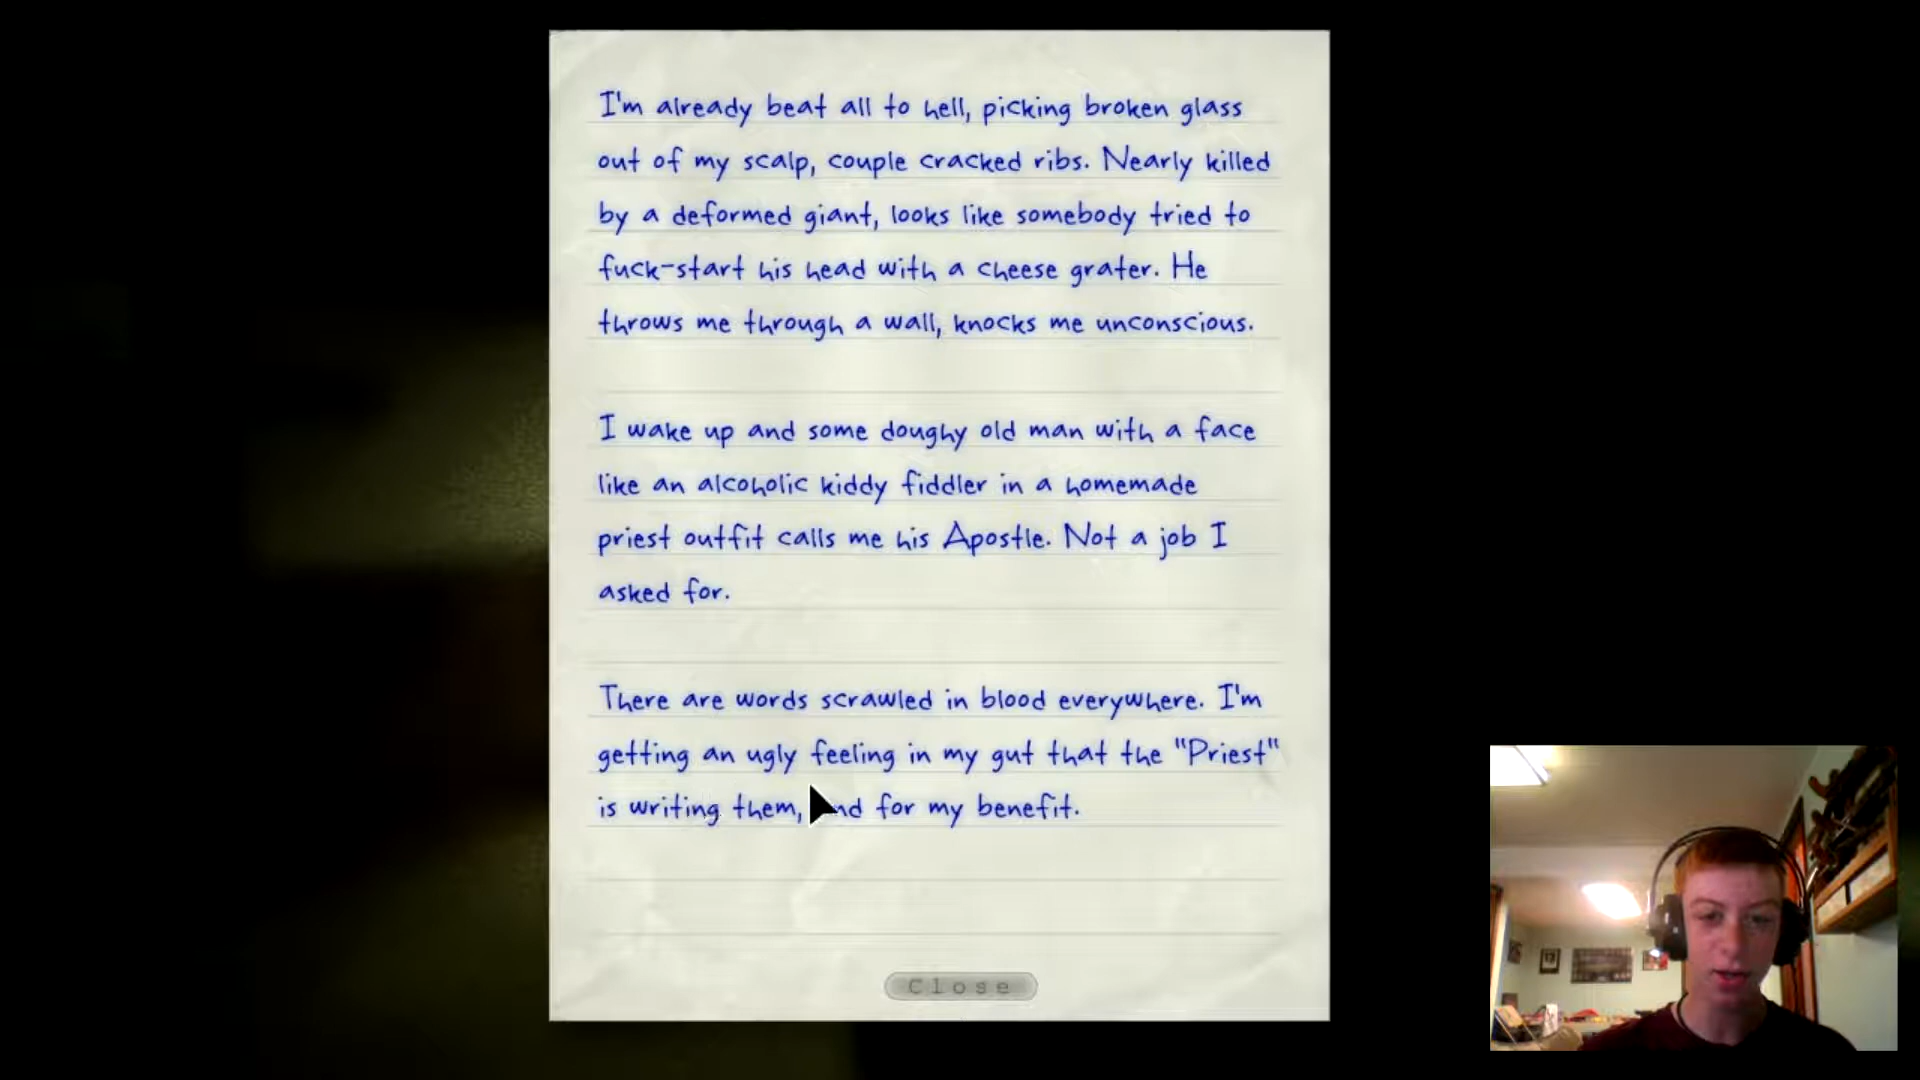 I'm already beat all to hell, picking broken glass
out of my scalp, couple cracked ribs. Nearly killed
by a deformed giant, looks like somebody tried to
fuck-start his head with a cheese grater. He
throws me through a wall, knocks me unconscious.
I wake up and some doughy old man with a face
like an alcoholic kiddy fiddler in a homemade
priest outfit calls me his Apostle. Not a job I
asked for.
There are words scrawled in blood everywhere. I'm
getting an ugly feeling in my gut that the "Priest"
is writing them, and for my benefit.
Close